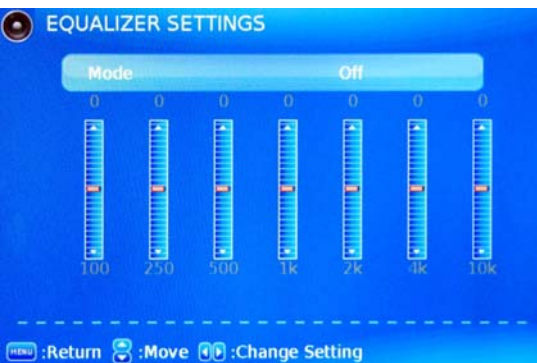 EQUALIZER SETTINGS
Mode Off
0 0 0 0 0 0 0
100 250 500 1k 2k 4k 10k
MENU :Return :Move :Change Setting